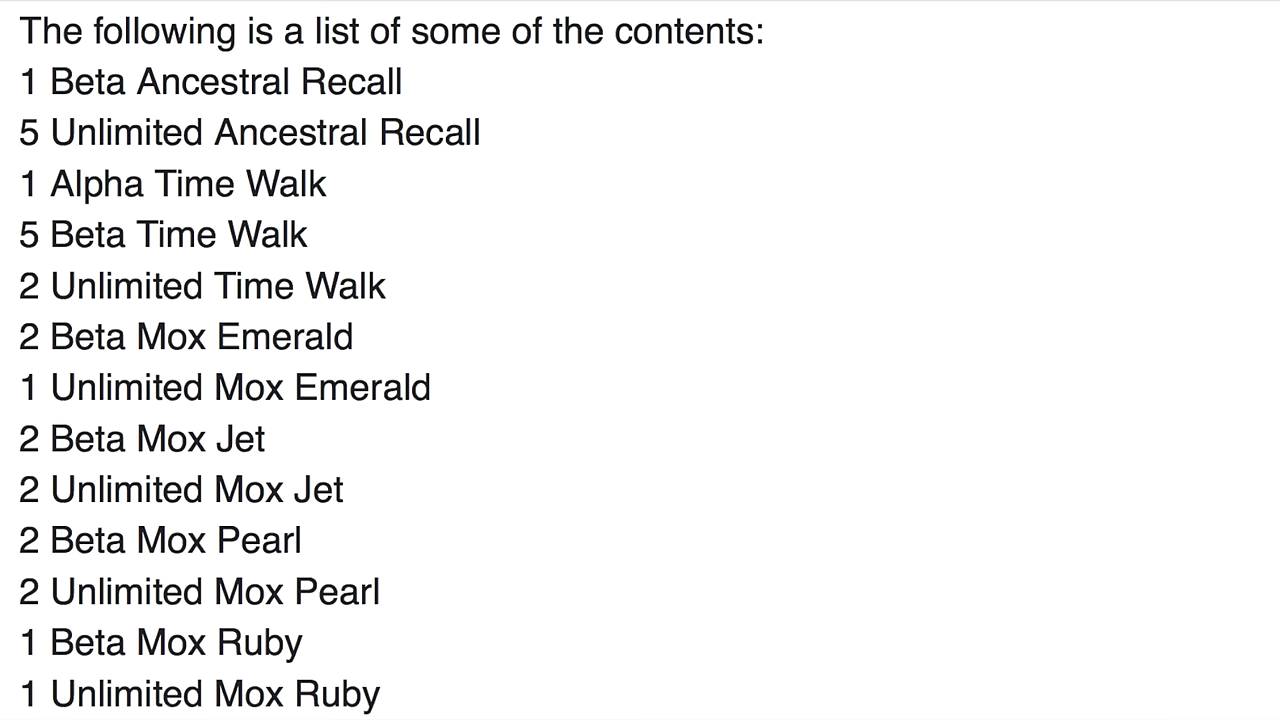 The following is a list of some of the contents:
1 Beta Ancestral Recall
5 Unlimited Ancestral Recall
1 Alpha Time Walk
5 Beta Time Walk
2 Unlimited Time Walk
2 Beta Mox Emerald
1 Unlimited Mox Emerald
2 Beta Mox Jet
2 Unlimited Mox Jet
2 Beta Mox Pearl
2 Unlimited Mox Pearl
1 Beta Mox Ruby
1 Unlimited Mox Ruby